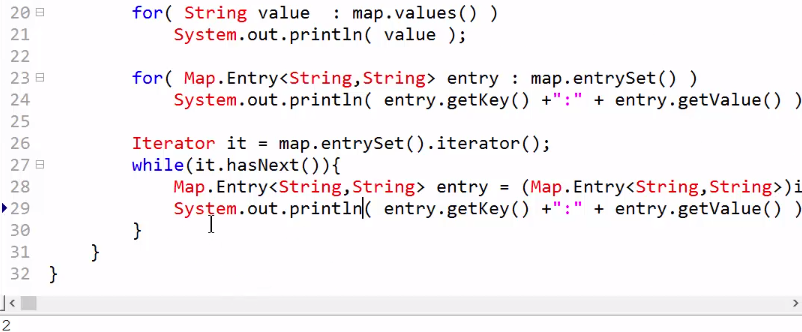 20 for( String value  : map.values() )
21 System.out.println( value );
22
23 for( Map.Entry<String,String> entry : map.entrySet() )
24 System.out.println( entry.getKey() +":" + entry.getValue() )
25
26 Iterator it = map.entrySet().iterator();
27 while(it.hasNext()){
28 Map.Entry<String,String> entry = (Map.Entry<String,String>)i
29 System.out.println( entry.getKey() +":" + entry.getValue() )
30 }
31 }
32 }
2